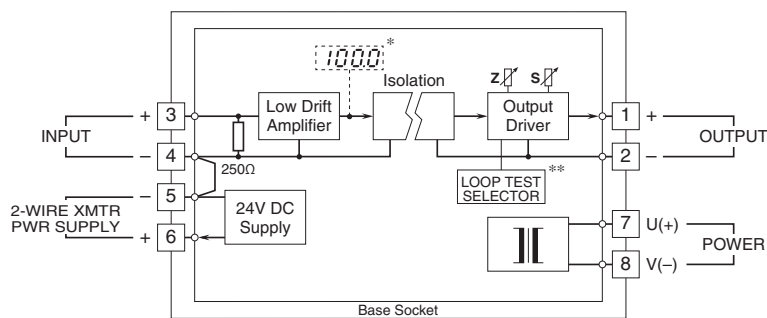 100.0 *
Z
S
Isolation
Low Drift
Amplifier
Output
Driver
INPUT
+ 3
− 4
250Ω
1 +
2 −
OUTPUT
LOOP TEST
SELECTOR
**
2-WIRE XMTR
PWR SUPPLY
− 5
+ 6
24V DC
Supply
7 U(+)
8 V(−)
POWER
Base Socket